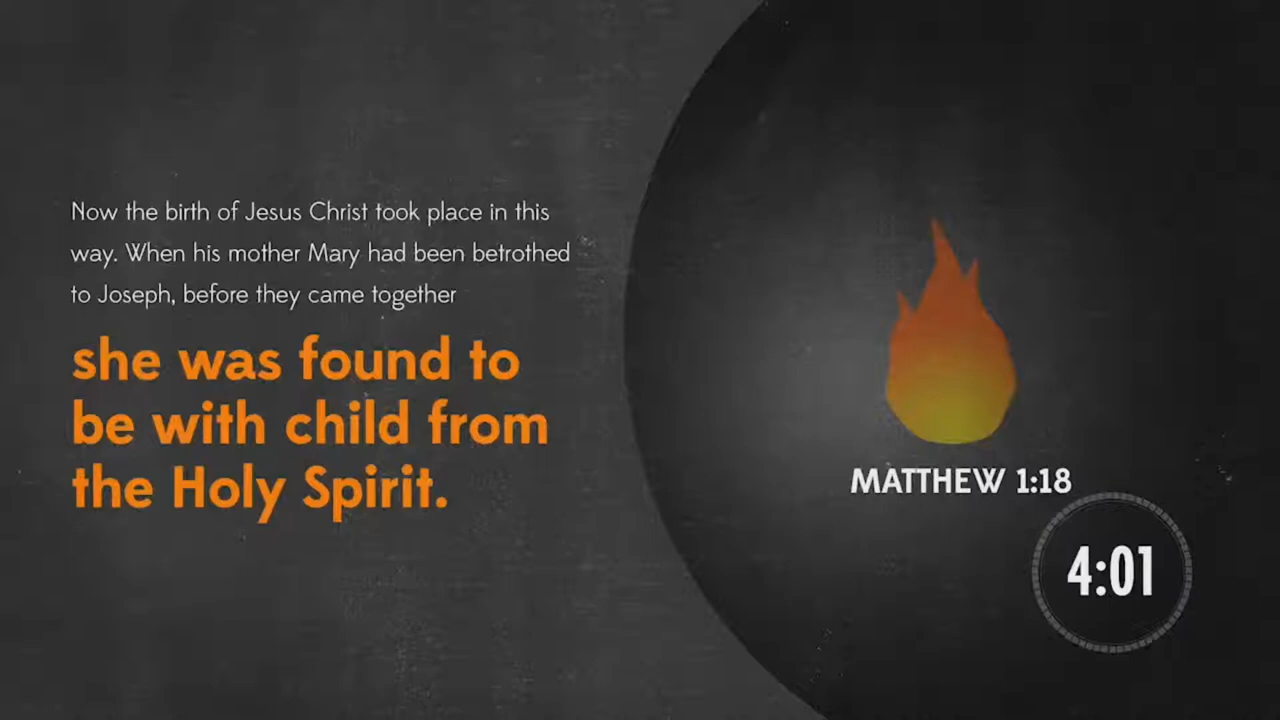 Now the birth of Jesus Christ took place in this
way. When his mother Mary had been betrothed
to Joseph, before they came together
she was found to
be with child from
the Holy Spirit.
MATTHEW 1:18
4:01